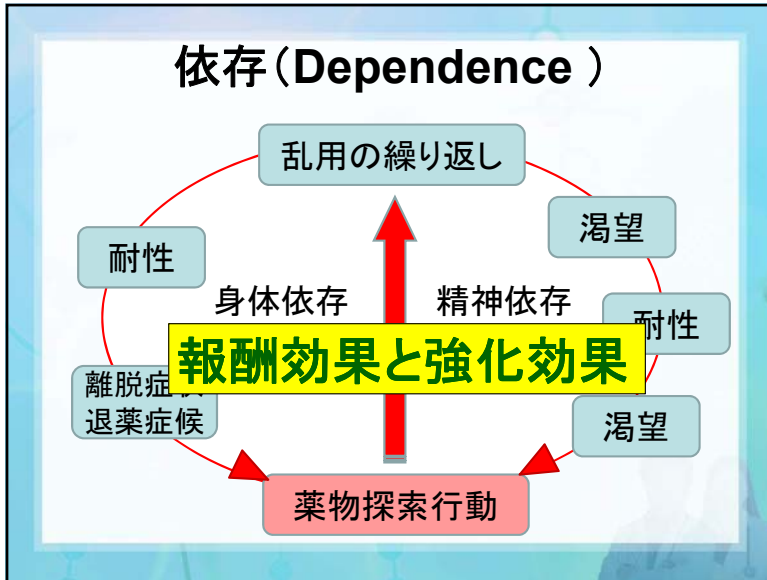 依存（Dependence ）
乱用の繰り返し
渇望
耐性
身体依存
精神依存
耐性
報酬効果と強化効果
離脱症状
退薬症候
渇望
薬物探索行動